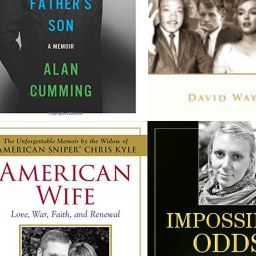 FATHER'S
SON
A MEMOIR
ALAN
CUMMING
DAVID WAY
The Unforgettable Memoir by the Widow of
AMERICAN SNIPER* CHRIS KYLE
AMERICAN
WIFE
Love, War, Faith, and Renewal
IMPOSSIB
ODDS